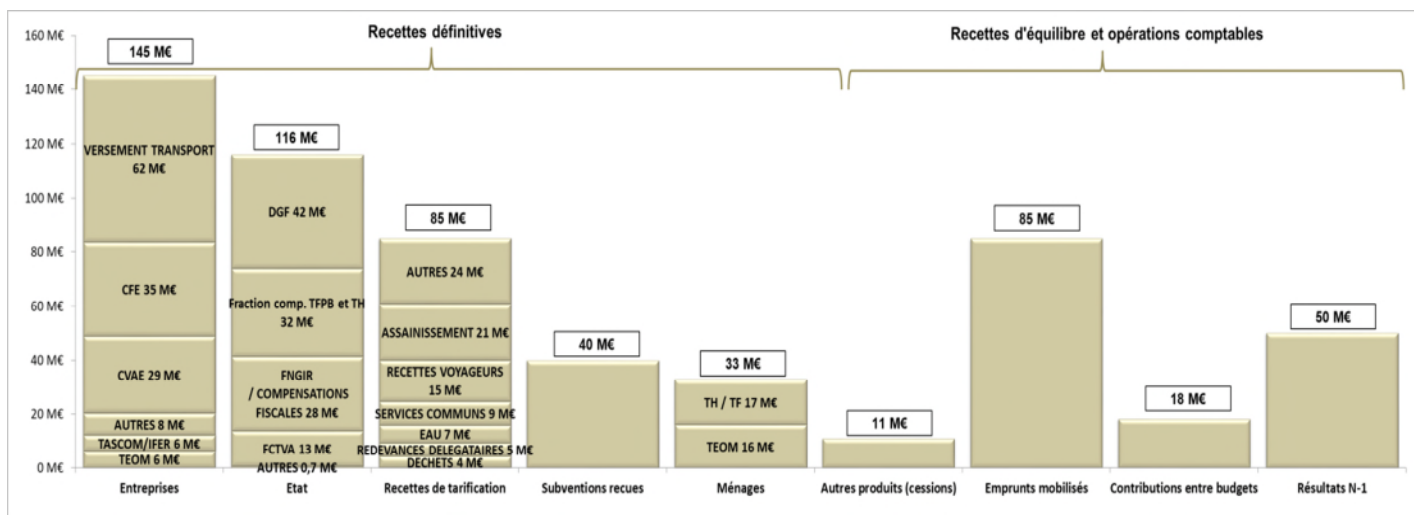 Recettes définitives
Recettes d'équilibre et opérations comptables
160 M€
140 M€
120 M€
100 M€
80 M€
60 M€
40 M€
20 M€
0 M€
145 M€
VERSEMENT TRANSPORT
62 M€
CFE 35 M€
CVAE 29 M€
AUTRES 8 M€
TASCOM/IFER 6 M€
TEOM 6 M€
Entreprises
116 M€
DGF 42 M€
Fraction comp. TFPB et TH
32 M€
FNGIR
/ COMPENSATIONS
FISCALES 28 M€
FCTVA 13 M€
AUTRES 0,7 M€
Etat
85 M€
AUTRES 24 M€
ASSAINISSEMENT 21 M€
RECETTES VOYAGEURS
15 M€
SERVICES COMMUNS 9 M€
EAU 7 M€
REDEVANCES DELEGATAIRES 5 M€
DECHETS 4 M€
Recettes de tarification
40 M€
Subventions recues
33 M€
TH / TF 17 M€
TEOM 16 M€
Ménages
11 M€
Autres produits (cessions)
85 M€
Emprunts mobilisés
18 M€
Contributions entre budgets
50 M€
Résultats N-1